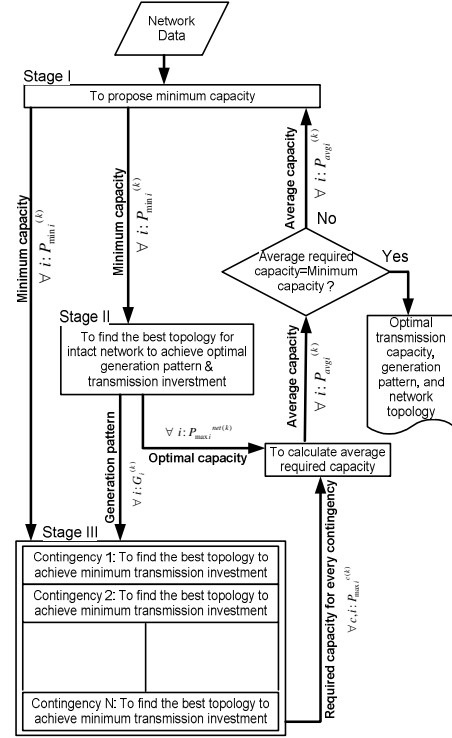 Network
Data
Stage I
To propose minimum capacity
Minimum capacity
∀ i : P_min i^(k)
Minimum capacity
∀ i : P_min i^(k)
Average capacity
∀ i : P_avgi^(k)
No
Average required
capacity=Minimum
capacity ?
Yes
Optimal
transmission
capacity,
generation
pattern, and
network
topology
Stage II
To find the best topology for
intact network to achieve optimal
generation pattern &
transmission inverstment
Average capacity
∀ i : P_avgi^(k)
Generation pattern
∀ i : G_i^(k)
∀ i : P_max i^net(k)
Optimal capacity
To calculate average
required capacity
Required capacity for every contingency
∀ c, i : P_max i^c(k)
Stage III
Contingency 1: To find the best topology to
achieve minimum transmission investment
Contingency 2: To find the best topology to
achieve minimum transmission investment
Contingency N: To find the best topology to
achieve minimum transmission investment